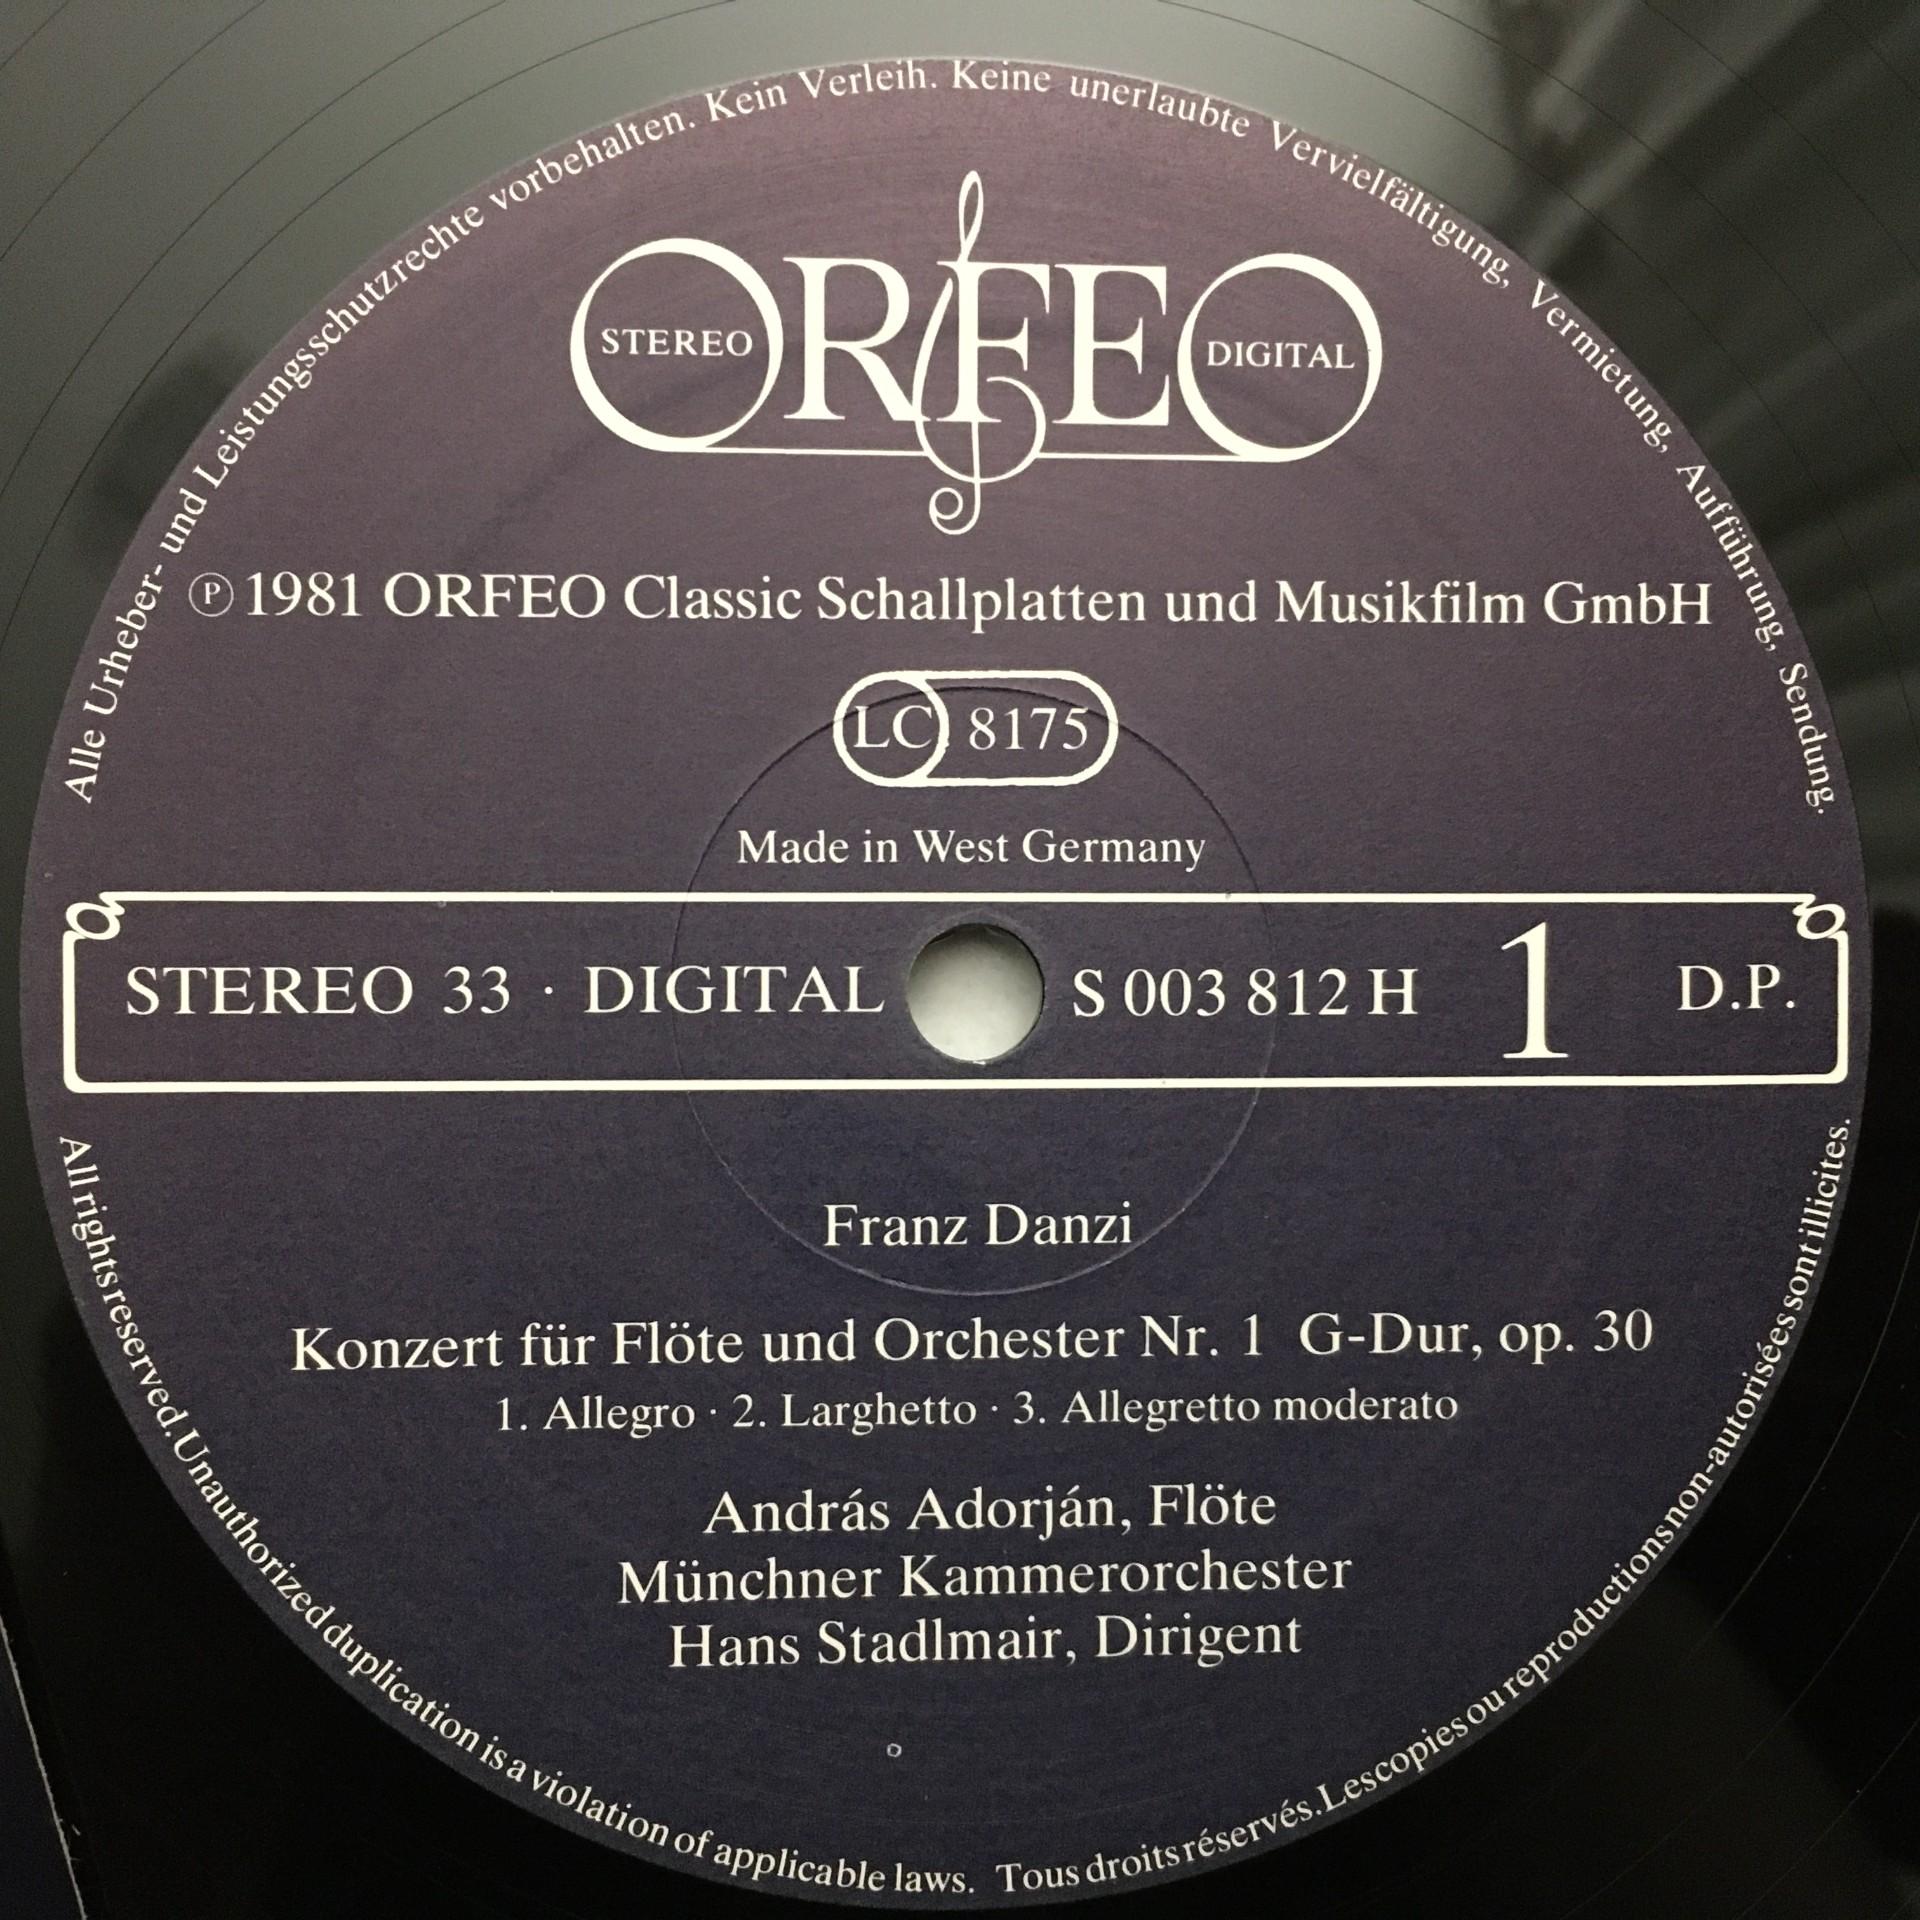 Alle Urheber- und Leistungsschutzrechte vorbehalten. Kein Verleih. Keine unerlaubte Vervielfältigung, Vermietung, Aufführung, Sendung.
ORFEO
STEREO
DIGITAL
℗ 1981 ORFEO Classic Schallplatten und Musikfilm GmbH
LC 8175
Made in West Germany
STEREO 33 · DIGITAL S 003 812 H 1 D.P.
Franz Danzi
Konzert für Flöte und Orchester Nr. 1 G-Dur, op. 30
1. Allegro · 2. Larghetto · 3. Allegretto moderato
András Adorján, Flöte
Münchner Kammerorchester
Hans Stadlmair, Dirigent
All rights reserved. Unauthorized duplication is a violation of applicable laws. Tous droits réservés. Les copies ou reproductions non-autorisées sont illicites.